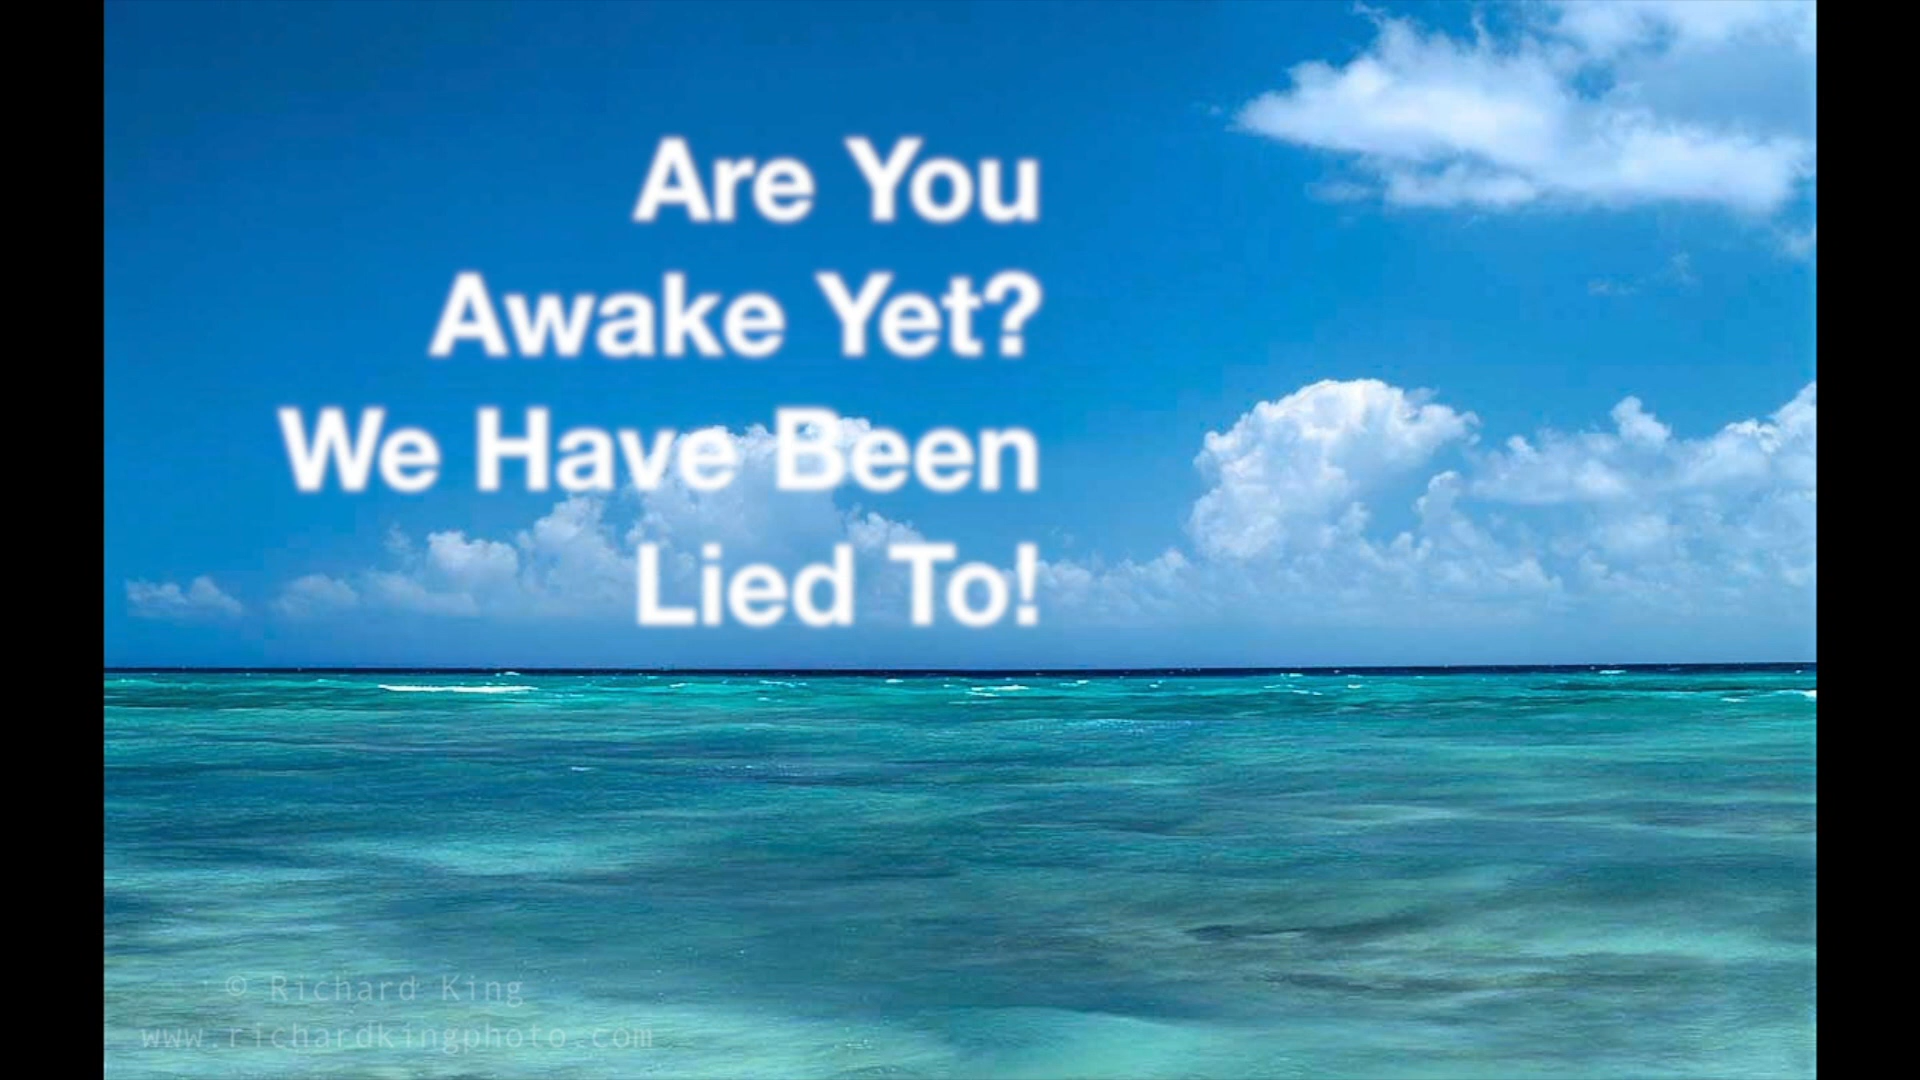 Are You
Awake Yet?
We Have Been
Lied To!
© Richard King
www.richardkingphoto.com